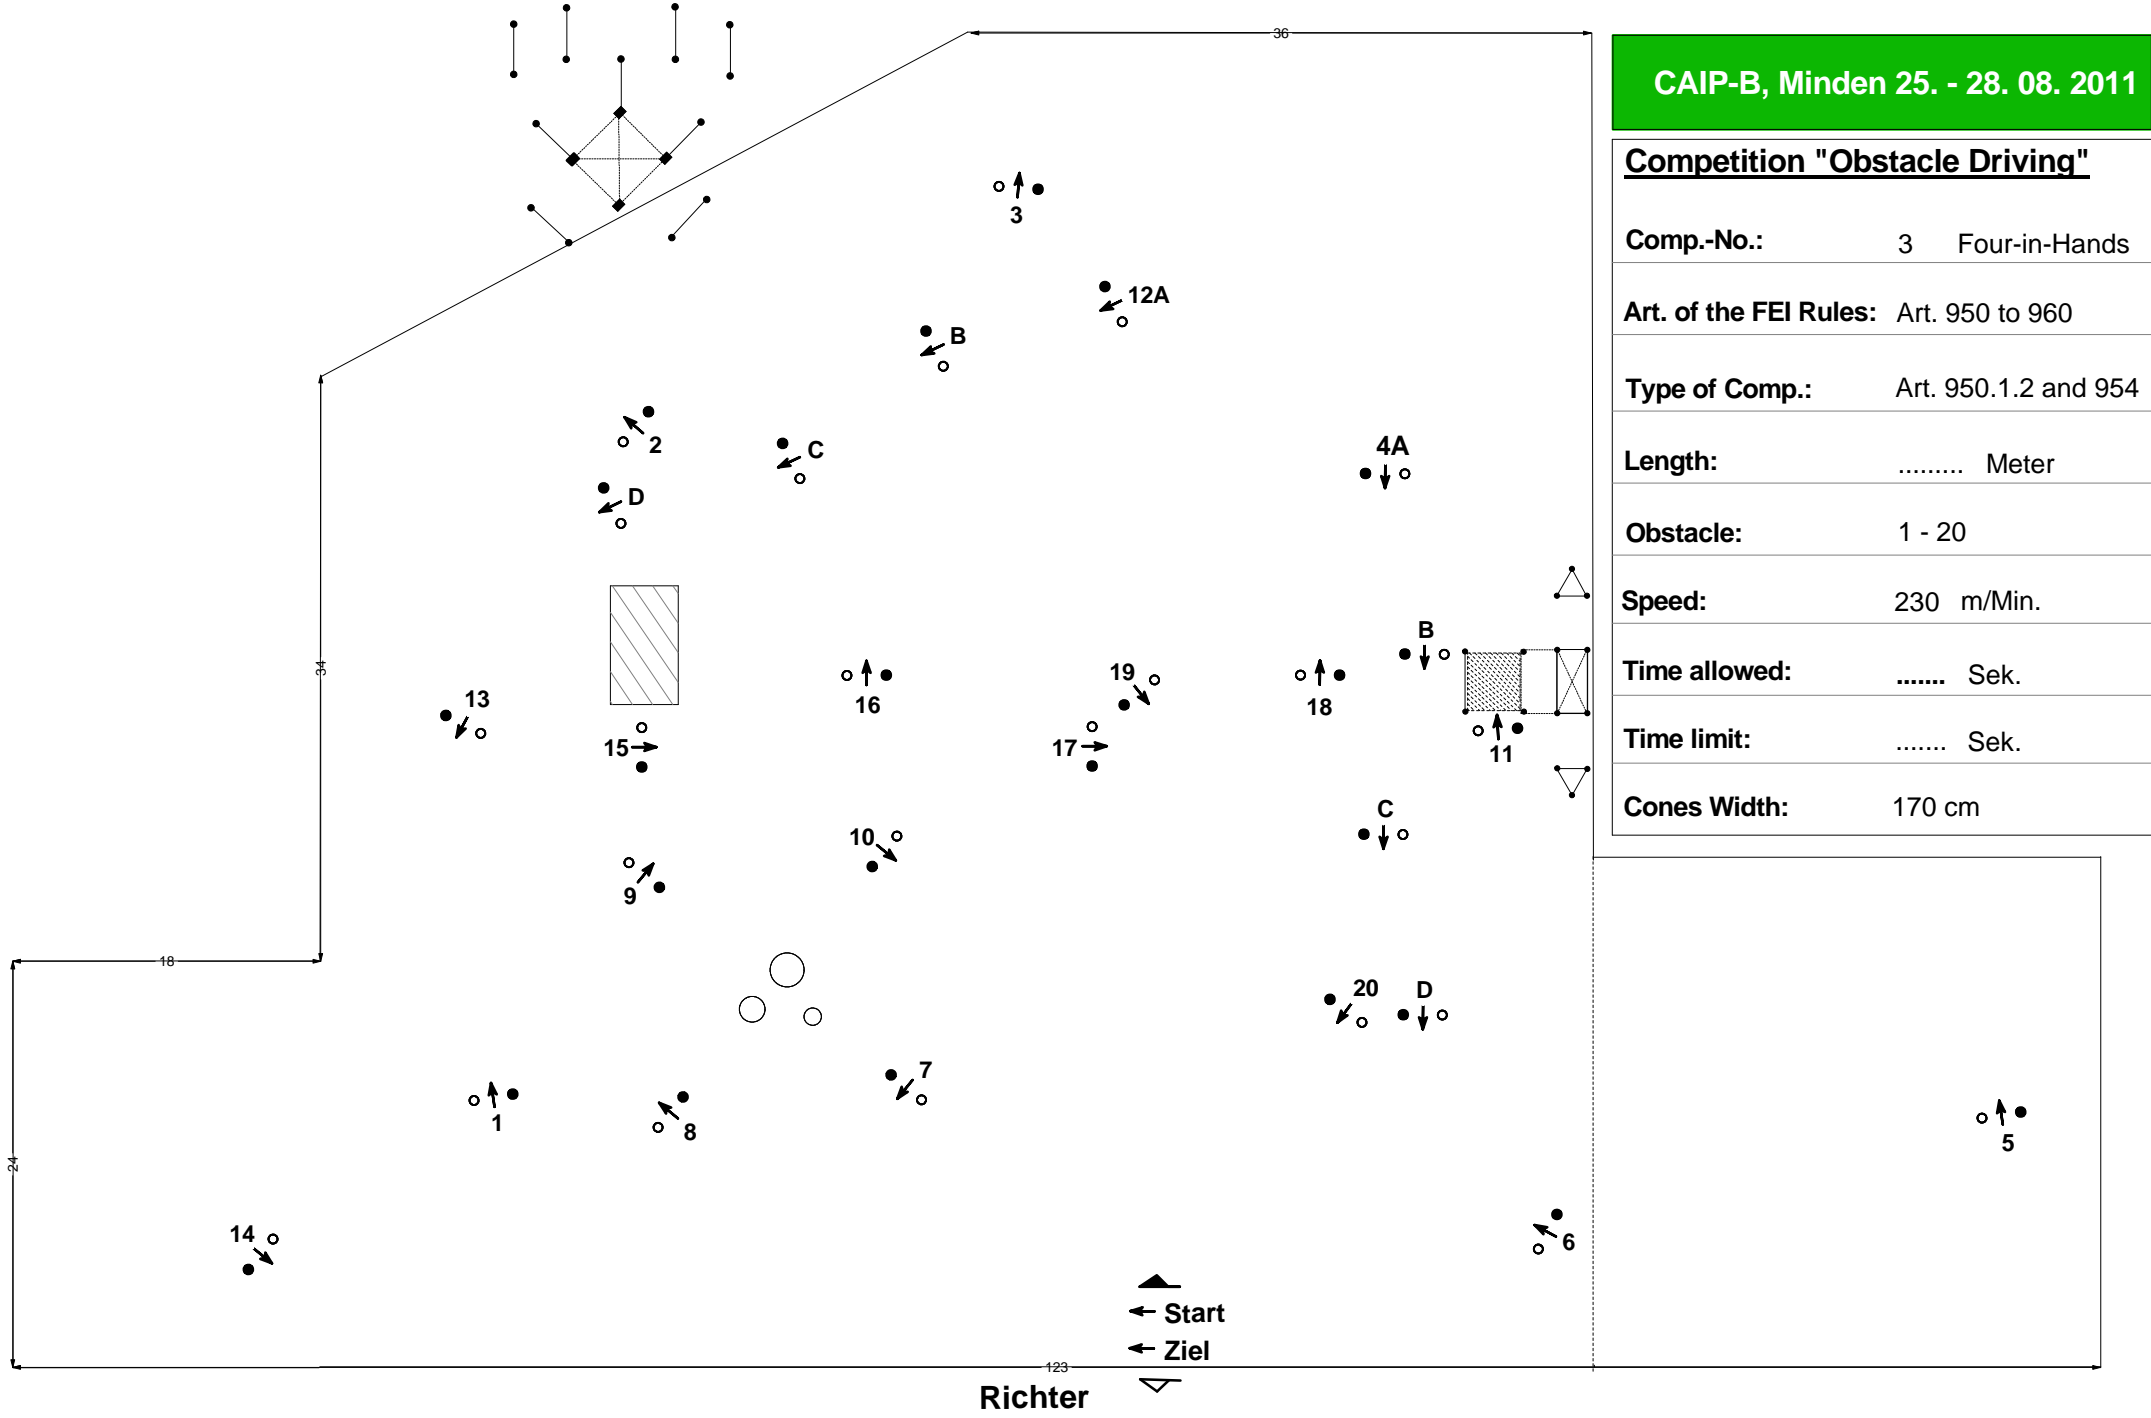 36
CAIP-B, Minden 25. - 28. 08. 2011
Competition "Obstacle Driving"
Comp.-No.: 3 Four-in-Hands
Art. of the FEI Rules: Art. 950 to 960
Type of Comp.: Art. 950.1.2 and 954
Length: ......... Meter
Obstacle: 1 - 20
Speed: 230 m/Min.
Time allowed: ....... Sek.
Time limit: ....... Sek.
Cones Width: 170 cm
3
12A
B
2
C
4A
D
B
34
13
16
19
18
15
17
11
10
C
9
18
20
D
7
1
8
5
24
14
6
Start
Ziel
123
Richter